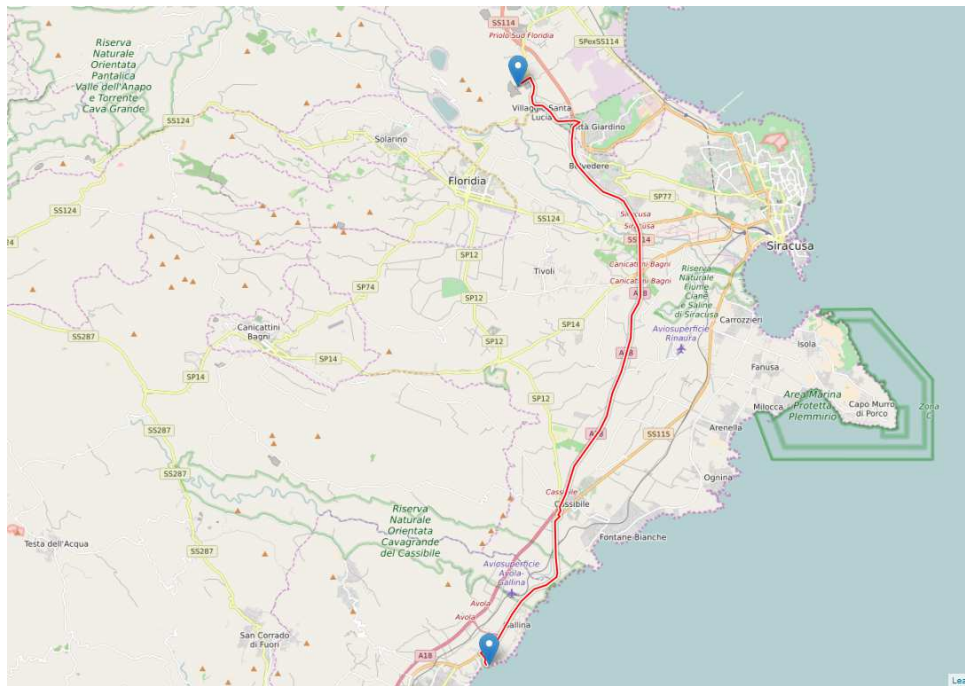 SS114
Priolo Sud Floridia
SPexSS114
Riserva
Naturale
Orientata
Pantalica
Valle dell'Anapo
e Torrente
Cava Grande
Villaggio Santa
Lucia
SS124
Città Giardino
Solarino
Belvedere
Floridia
SP77
SS124
SS124
Siracusa
Siracusa
SS114
Siracusa
SP12
Canicattini Bagni
Canicattini Bagni
Tivoli
SP74
A18
Riserva
Naturale
Fiume
Ciane
e Saline
di Siracusa
SP12
Carrozzieri
SP14
Canicattini
Bagni
Aviosuperficie
Rinaura
SS287
SP12
Isola
A18
SP14
Fanusa
SP14
Area Marina
Protetta
Plemmirio
Milocca
Capo Murro
di Porco
Zona
C
SP12
SS287
A18
SS115
Arenella
SS287
Ognina
Cassibile
Cassibile
Riserva
Naturale
Orientata
Cavagrande
del Cassibile
Fontane Bianche
Testa dell'Acqua
SS287
Aviosuperficie
Avola-
Gallina
Avola
Avola
Gallina
San Corrado
di Fuori
A18